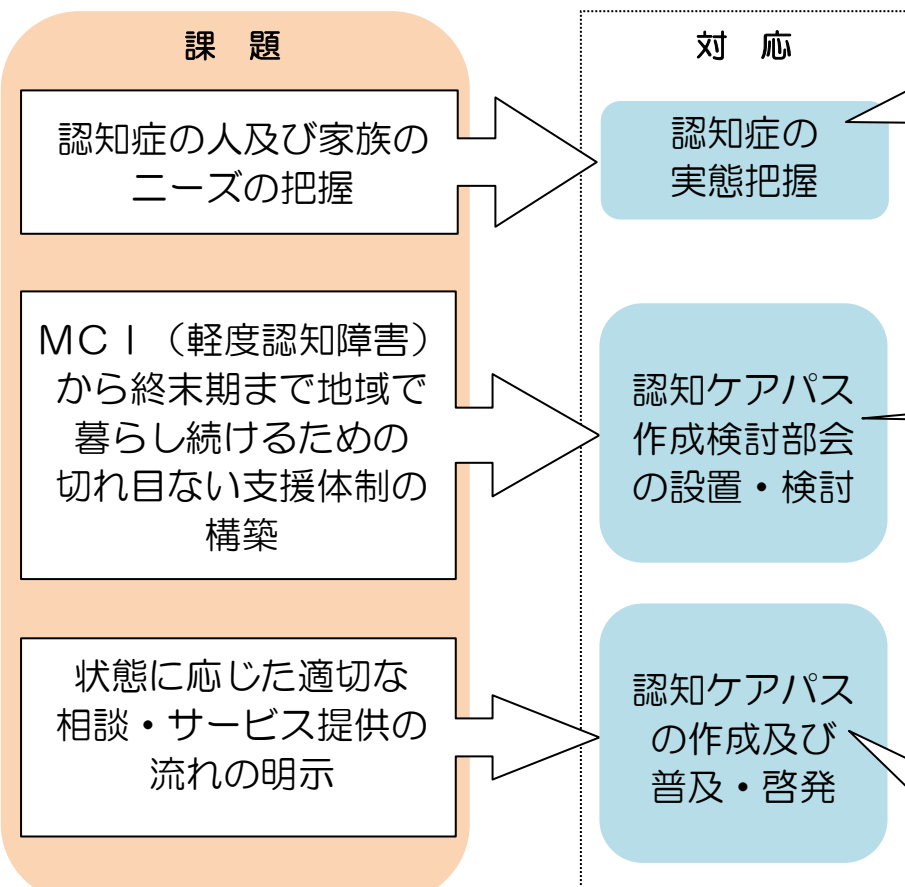 課 題
認知症の人及び家族の
ニーズの把握
MCI(軽度認知障害)
から終末期まで地域で
暮らし続けるための
切れ目ない支援体制の
構築
状態に応じた適切な
相談・サービス提供の
流れの明示
対 応
認知症の
実態把握
認知ケアパス
作成検討部会
の設置・検討
認知ケアパス
の作成及び
普及・啓発